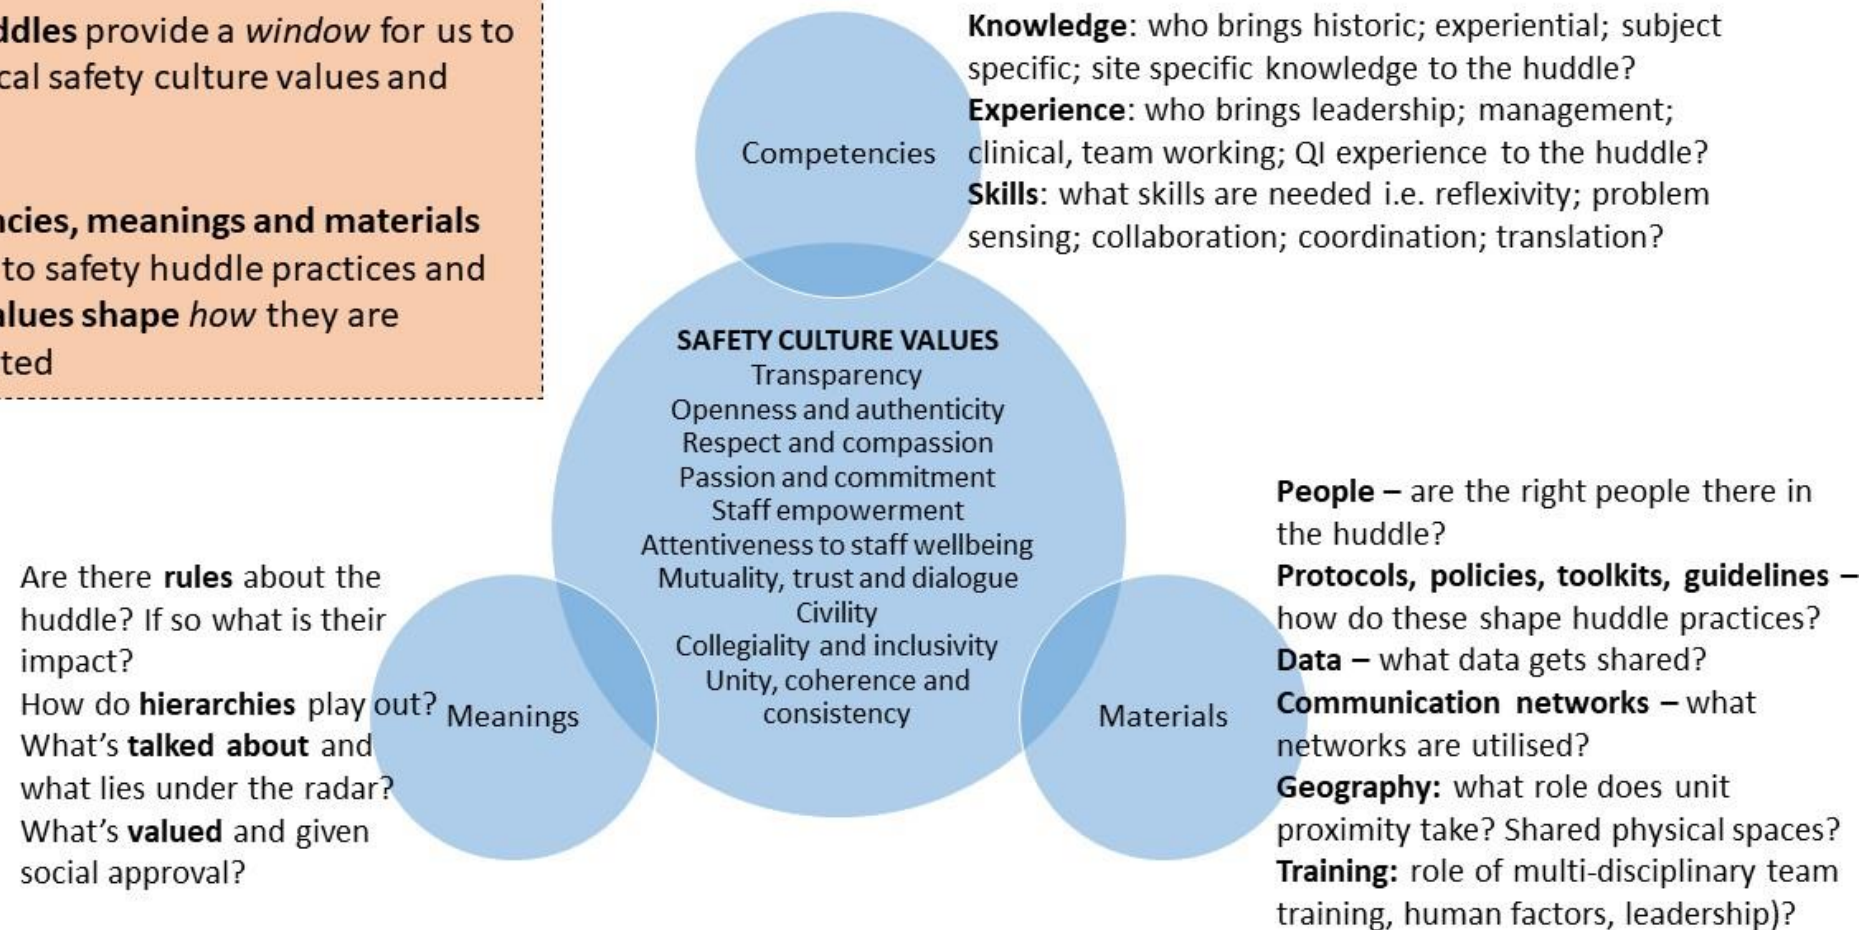 ddles provide a window for us to
cal safety culture values and
ncies, meanings and materials
to safety huddle practices and
alues shape how they are
ted
Knowledge: who brings historic; experiential; subject
specific; site specific knowledge to the huddle?
Experience: who brings leadership; management;
clinical, team working; QI experience to the huddle?
Skills: what skills are needed i.e. reflexivity; problem
sensing; collaboration; coordination; translation?
Competencies
SAFETY CULTURE VALUES
Transparency
Openness and authenticity
Respect and compassion
Passion and commitment
Staff empowerment
Attentiveness to staff wellbeing
Mutuality, trust and dialogue
Civility
Collegiality and inclusivity
Unity, coherence and
consistency
Are there rules about the
huddle? If so what is their
impact?
How do hierarchies play out?
What's talked about and
what lies under the radar?
What's valued and given
social approval?
Meanings
Materials
People – are the right people there in
the huddle?
Protocols, policies, toolkits, guidelines –
how do these shape huddle practices?
Data – what data gets shared?
Communication networks – what
networks are utilised?
Geography: what role does unit
proximity take? Shared physical spaces?
Training: role of multi-disciplinary team
training, human factors, leadership)?